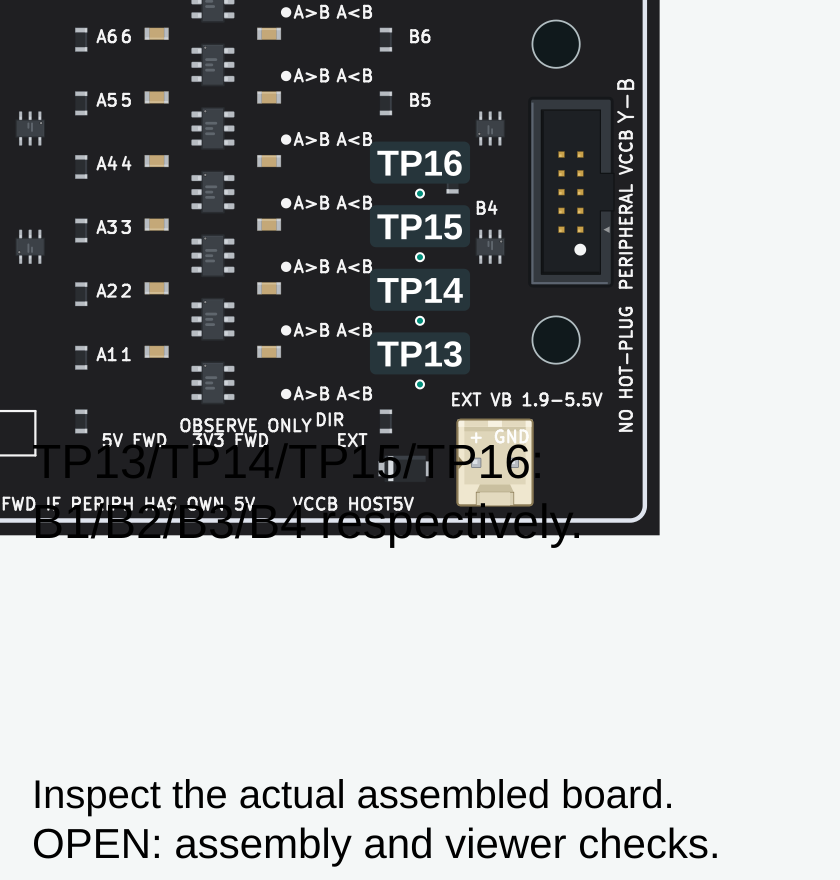 A>B A<B
A66 B6
A>B A<B
A55 B5
A>B A<B
A44 TP16
A>B A<B B4
A33 TP15
A>B A<B
A22 TP14
A>B A<B
A11 TP13
A>B A<B
EXT VB 1.9–5.5V
OBSERVE ONLY DIR
5V FWD 3V3 FWD EXT
+ GND
TP13/TP14/TP15/TP16:
FWD IF PERIPH HAS OWN 5V VCCB HOST5V
B1/B2/B3/B4 respectively.
NO HOT–PLUG PERIPHERAL VCCB Y–B
Inspect the actual assembled board.
OPEN: assembly and viewer checks.